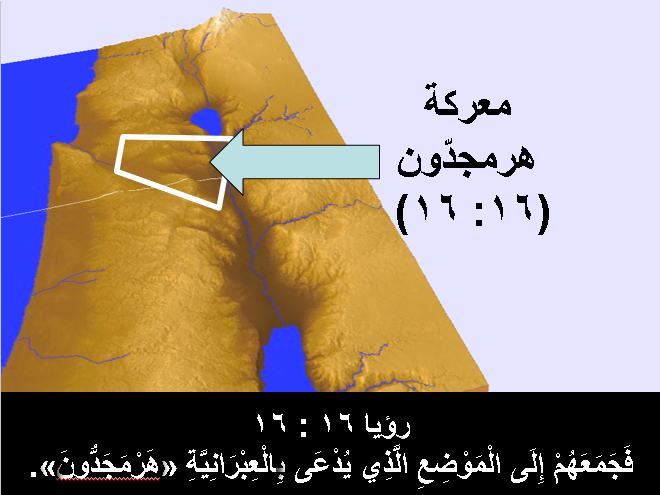 معركة
هرمجدّون
(١٦: ١٦)
رؤيا ١٦ : ١٦
فَجَمَعَهُمْ إِلَى الْمَوْضِعِ الَّذِي يُدْعَى بِالْعِبْرَانِيَّةِ «هَرْمَجَدُّونَ».